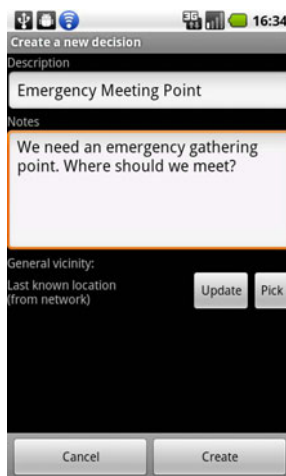 3G 16:34
Create a new decision
Description
Emergency Meeting Point
Notes
We need an emergency gathering
point. Where should we meet?
General vicinity:
Last known location
(from network)
Update Pick
Cancel Create